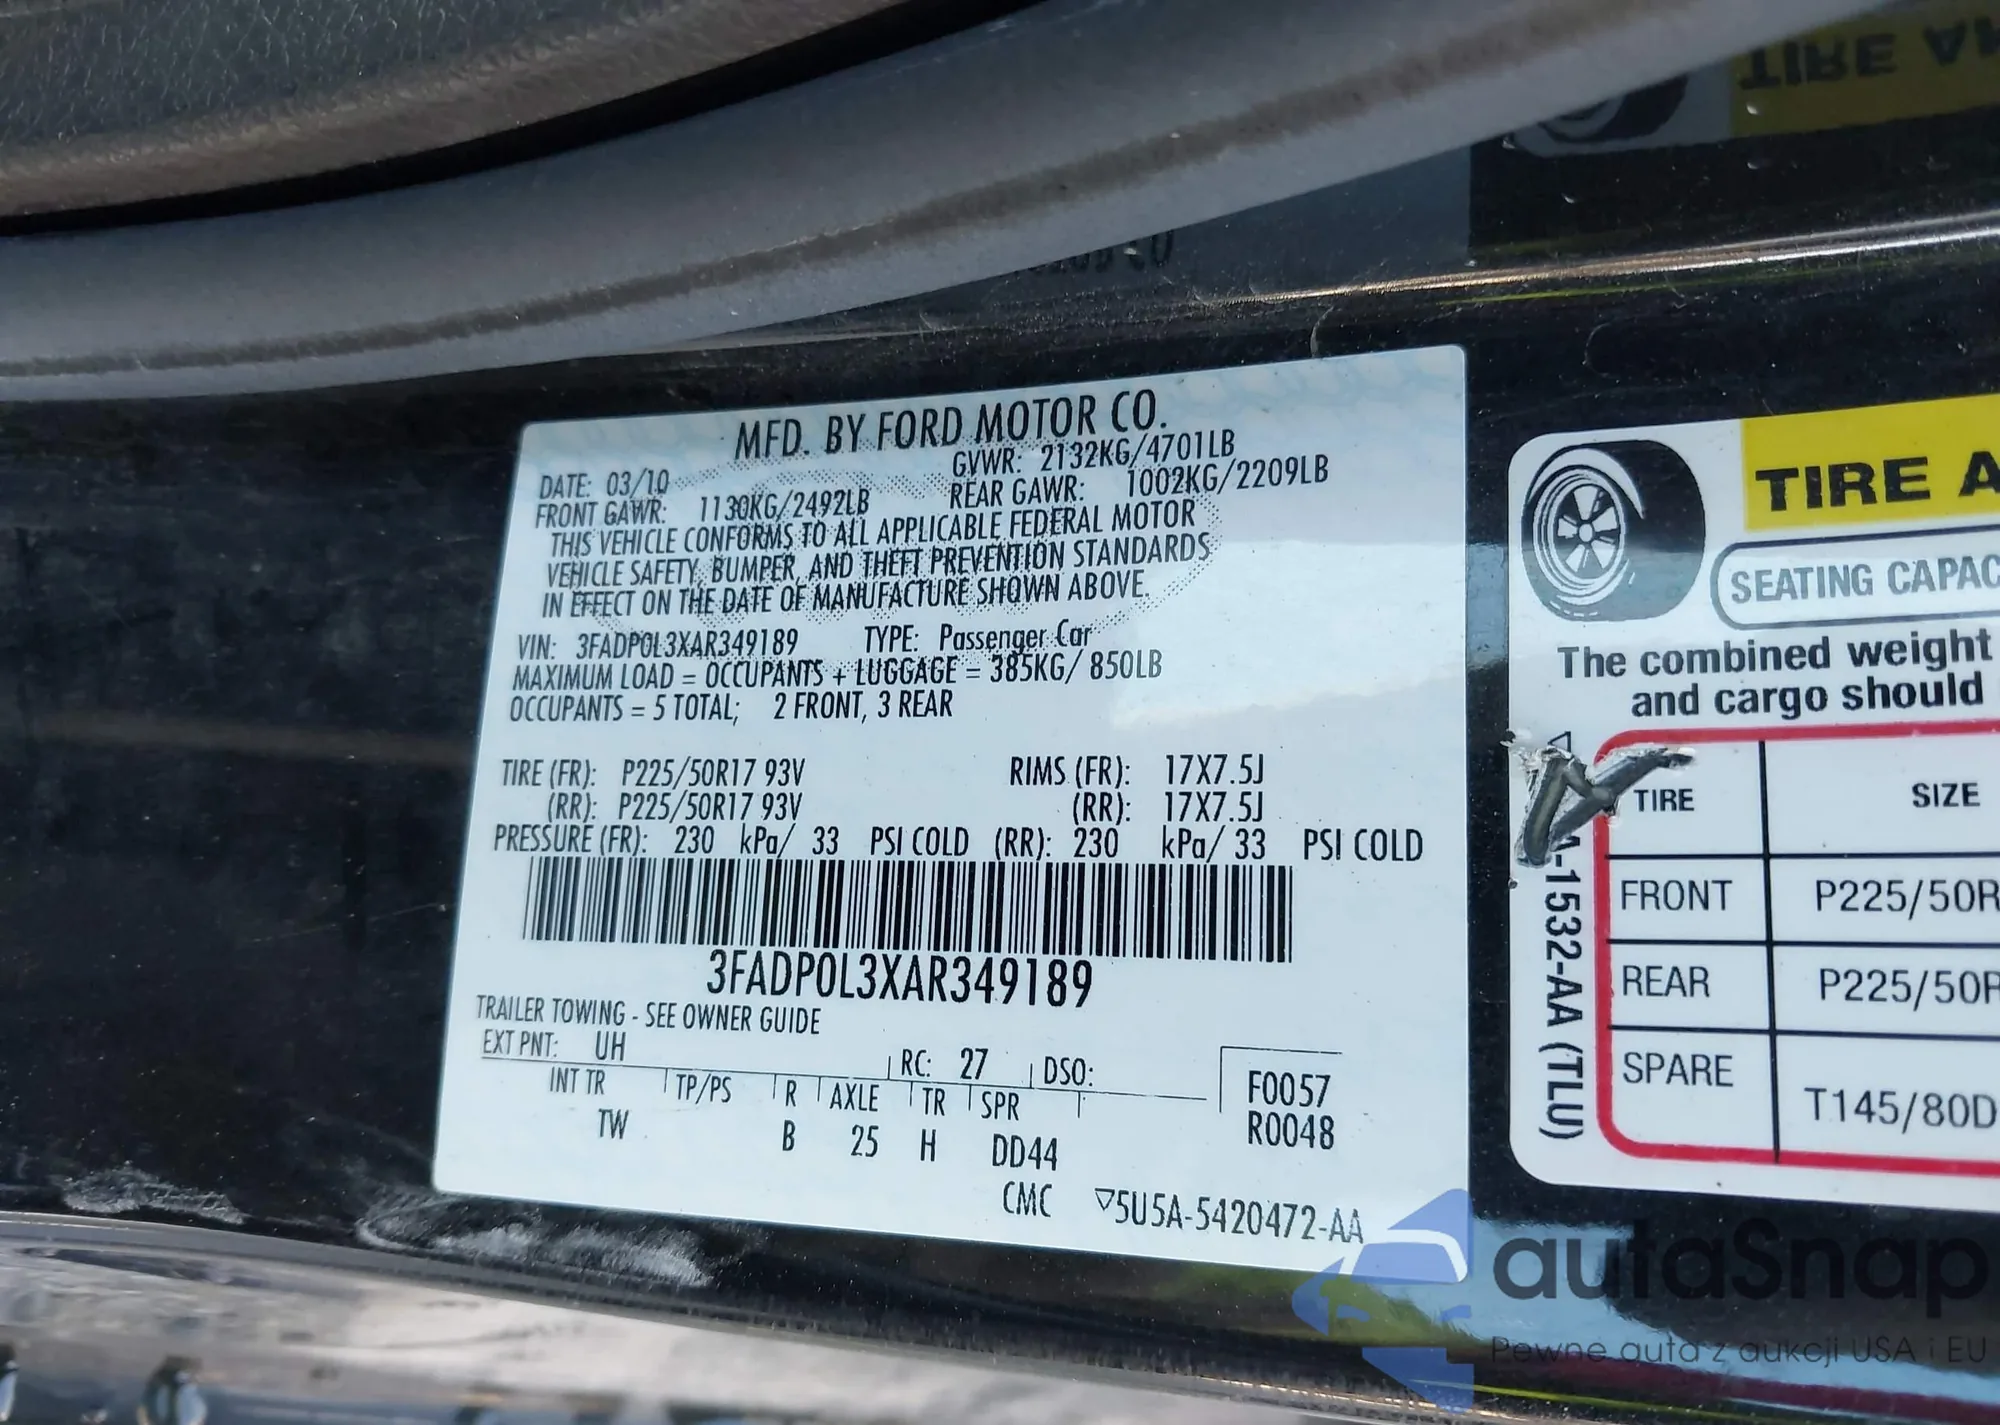 TIRE
MFD. BY FORD MOTOR CO.
DATE: 03/10 GVWR: 2132KG/4701LB
FRONT GAWR: 1130KG/2492LB REAR GAWR: 1002KG/2209LB
THIS VEHICLE CONFORMS TO ALL APPLICABLE FEDERAL MOTOR
VEHICLE SAFETY, BUMPER, AND THEFT PREVENTION STANDARDS
IN EFFECT ON THE DATE OF MANUFACTURE SHOWN ABOVE.
VIN: 3FADP0L3XAR349189 TYPE: Passenger Car
MAXIMUM LOAD = OCCUPANTS + LUGGAGE = 385KG/ 850LB
OCCUPANTS = 5 TOTAL; 2 FRONT, 3 REAR
TIRE (FR): P225/50R17 93V RIMS (FR): 17X7.5J
(RR): P225/50R17 93V (RR): 17X7.5J
PRESSURE (FR): 230 kPa/ 33 PSI COLD (RR): 230 kPa/ 33 PSI COLD
3FADP0L3XAR349189
TRAILER TOWING - SEE OWNER GUIDE
EXT PNT: UH RC: 27 DSO: F0057
R0048
INT TR TP/PS R AXLE TR SPR
TW B 25 H DD44
CMC ▽5U5A-5420472-AA
TIRE A
SEATING CAPAC
The combined weight
and cargo should
TIRE SIZE
FRONT P225/50R
REAR P225/50R
SPARE T145/80D
A-1532-AA (TLU)
autaSnap
Pewne auta z aukcji USA i EU